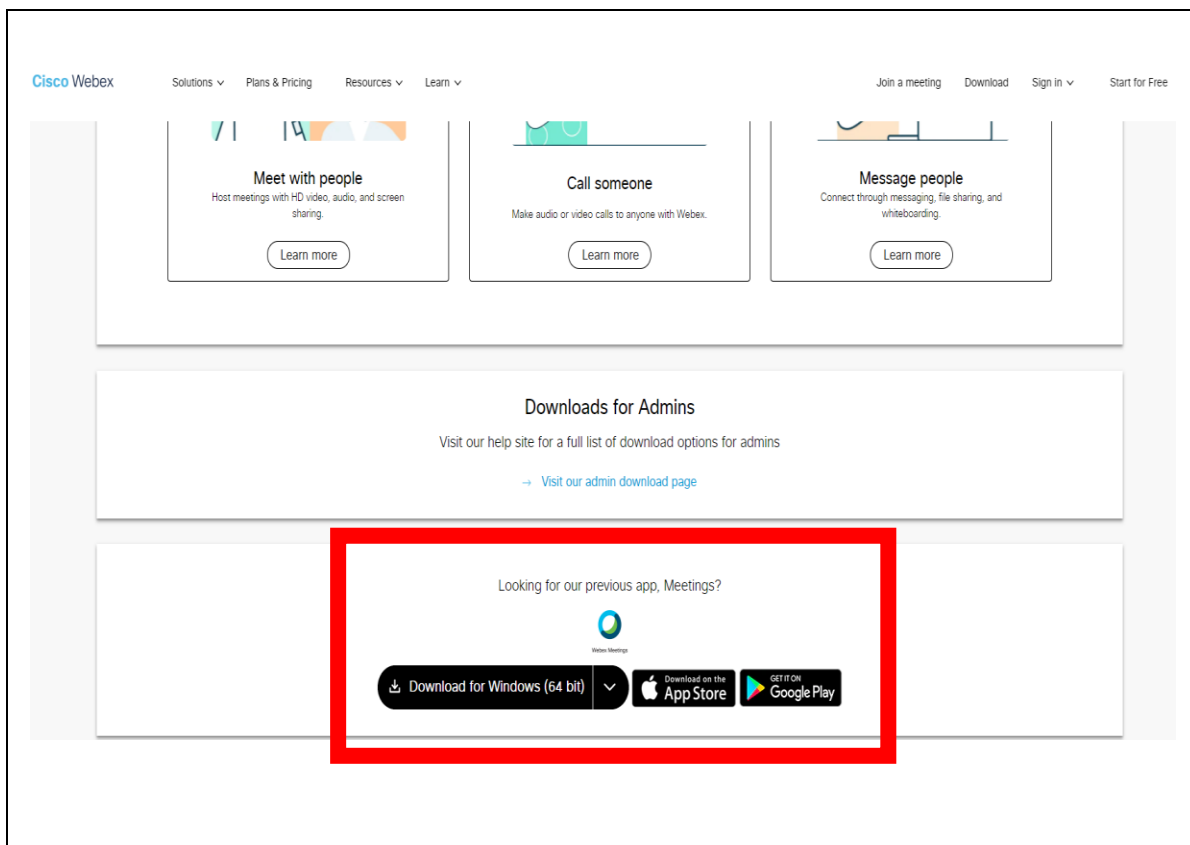 Cisco Webex Solutions Plans & Pricing Resources Learn Join a meeting Download Sign in Start for Free
Meet with people
Host meetings with HD video, audio, and screen
sharing.
Learn more
Call someone
Make audio or video calls to anyone with Webex.
Learn more
Message people
Connect through messaging, file sharing, and
whiteboarding.
Learn more
Downloads for Admins
Visit our help site for a full list of download options for admins
→ Visit our admin download page
Looking for our previous app, Meetings?
Webex Meetings
Download for Windows (64 bit)
Download on the
App Store
GET IT ON
Google Play